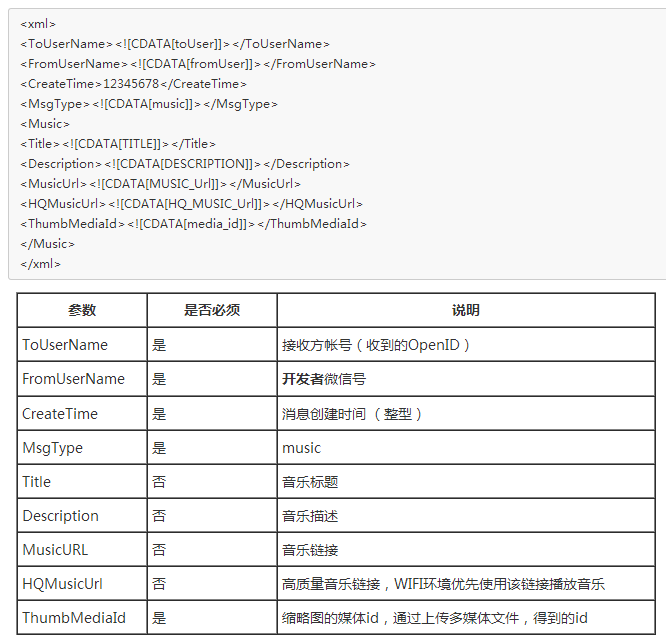 <xml>
<ToUserName><![CDATA[toUser]]></ToUserName>
<FromUserName><![CDATA[fromUser]]></FromUserName>
<CreateTime>12345678</CreateTime>
<MsgType><![CDATA[music]]></MsgType>
<Music>
<Title><![CDATA[TITLE]]></Title>
<Description><![CDATA[DESCRIPTION]]></Description>
<MusicUrl><![CDATA[MUSIC_Url]]></MusicUrl>
<HQMusicUrl><![CDATA[HQ_MUSIC_Url]]></HQMusicUrl>
<ThumbMediaId><![CDATA[media_id]]></ThumbMediaId>
</Music>
</xml>
参数 是否必须 说明
ToUserName 是 接收方帐号（收到的OpenID）
FromUserName 是 开发者微信号
CreateTime 是 消息创建时间 （整型）
MsgType 是 music
Title 否 音乐标题
Description 否 音乐描述
MusicURL 否 音乐链接
HQMusicUrl 否 高质量音乐链接，WIFI环境优先使用该链接播放音乐
ThumbMediaId 是 缩略图的媒体id，通过上传多媒体文件，得到的id